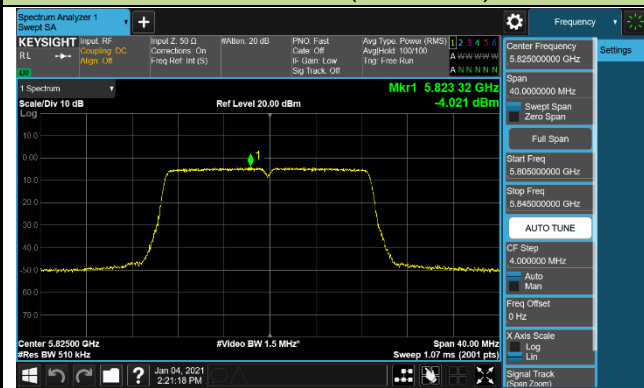 Spectrum Analyzer 1
Swept SA
Frequency
KEYSIGHT
RL
Input: RF
Coupling: DC
Align: Off
Input Z: 50 Ω
Corrections: On
Freq Ref: Int (S)
#Atten: 20 dB
PNO: Fast
Gate: Off
IF Gain: Low
Sig Track: Off
Avg Type: Power (RMS)
Avg|Hold: 100/100
Trig: Free Run
1 2 3 4 5 6
A W W W W W
A N N N N N
1 Spectrum
Scale/Div 10 dB
Log
Ref Level 20.00 dBm
Mkr1 5.823 32 GHz
-4.021 dBm
10.0
0.00
1
10.0
20.0
30.0
40.0
-50.0
60.0
70.0
Center 5.82500 GHz
#Res BW 510 kHz
#Video BW 1.5 MHz*
Span 40.00 MHz
Sweep 1.07 ms (2001 pts)
Jan 04, 2021
2:21:18 PM
Center Frequency
5.825000000 GHz
Span
40.0000000 MHz
Swept Span
Zero Span
Full Span
Start Freq
5.805000000 GHz
Stop Freq
5.845000000 GHz
AUTO TUNE
CF Step
4.000000 MHz
Auto
Man
Freq Offset
0 Hz
X Axis Scale
Log
Lin
Signal Track
(Span Zoom)
Settings